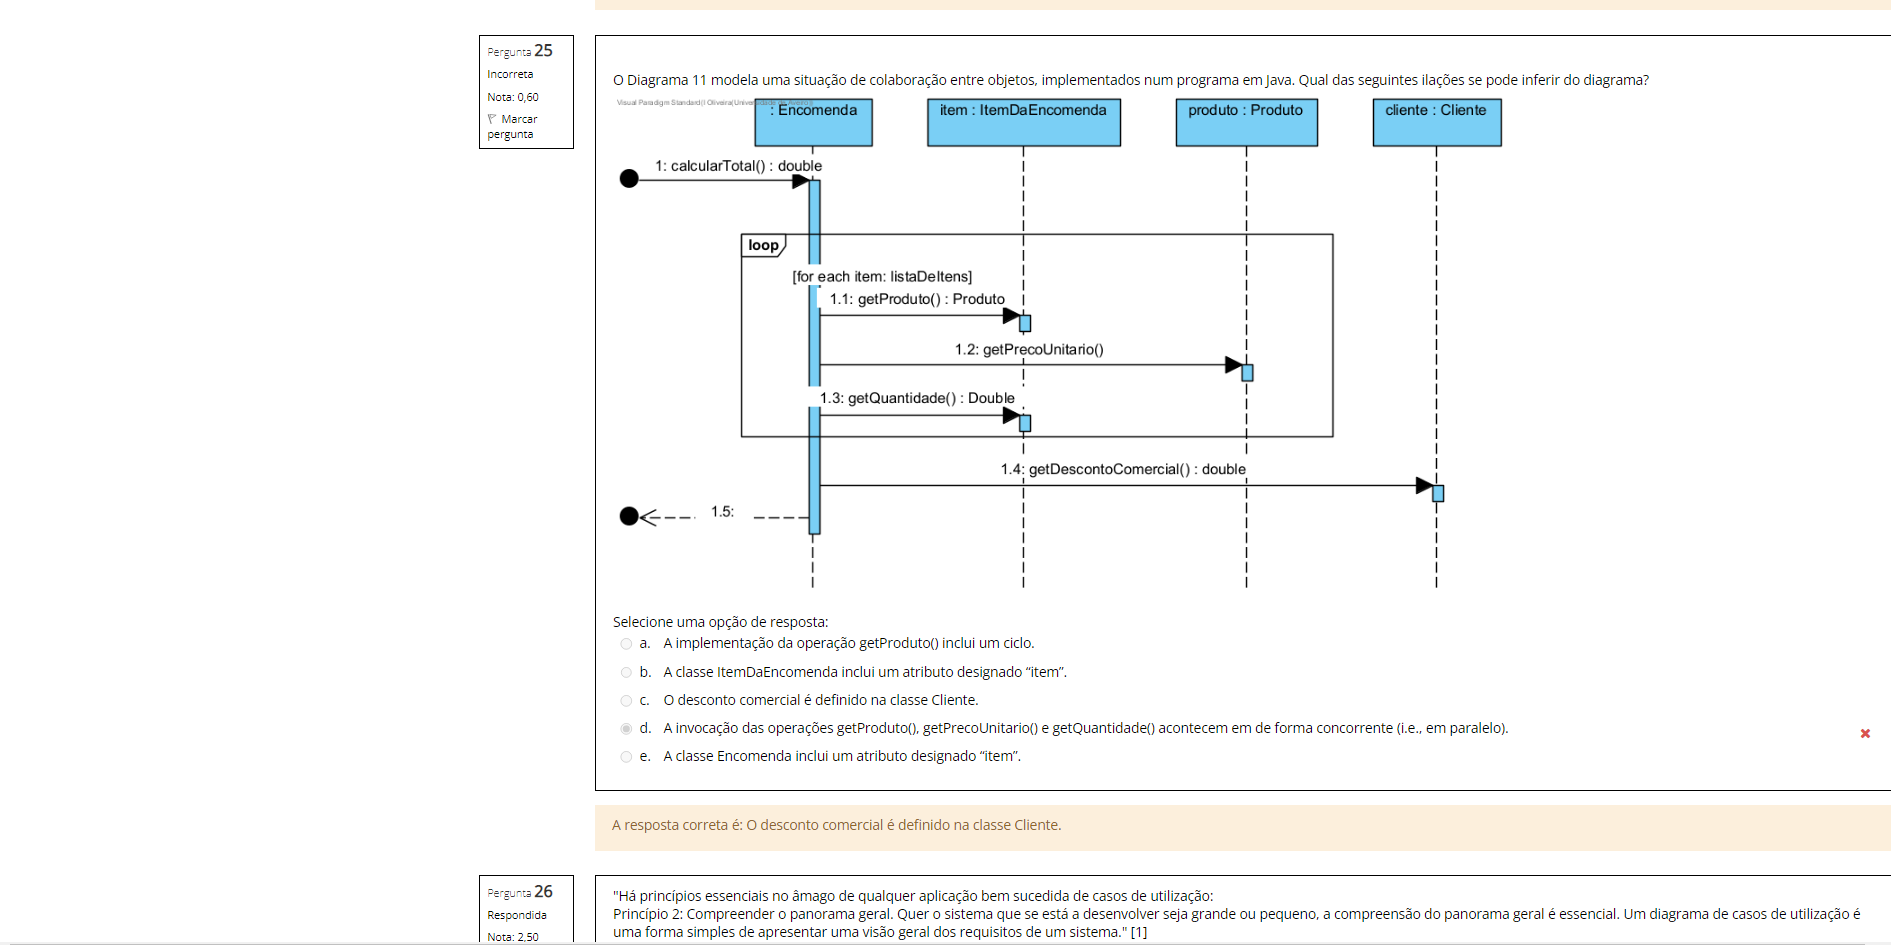 Pergunta 25
Incorreta
Nota: 0,60
Marcar
pergunta
O Diagrama 11 modela uma situação de colaboração entre objetos, implementados num programa em Java. Qual das seguintes ilações se pode inferir do diagrama?
Visual Paradigm Standard(I Oliveira(Universidade de Aveiro))
: Encomenda
item : ItemDaEncomenda
produto : Produto
cliente : Cliente
1: calcularTotal() : double
loop
[for each item: listaDeItens]
1.1: getProduto() : Produto
1.2: getPrecoUnitario()
1.3: getQuantidade() : Double
1.4: getDescontoComercial() : double
1.5:
Selecione uma opção de resposta:
a. A implementação da operação getProduto() inclui um ciclo.
b. A classe ItemDaEncomenda inclui um atributo designado “item”.
c. O desconto comercial é definido na classe Cliente.
d. A invocação das operações getProduto(), getPrecoUnitario() e getQuantidade() acontecem em de forma concorrente (i.e., em paralelo).
e. A classe Encomenda inclui um atributo designado “item”.
A resposta correta é: O desconto comercial é definido na classe Cliente.
Pergunta 26
Respondida
Nota: 2,50
"Há princípios essenciais no âmago de qualquer aplicação bem sucedida de casos de utilização:
Princípio 2: Compreender o panorama geral. Quer o sistema que se está a desenvolver seja grande ou pequeno, a compreensão do panorama geral é essencial. Um diagrama de casos de utilização é
uma forma simples de apresentar uma visão geral dos requisitos de um sistema." [1]